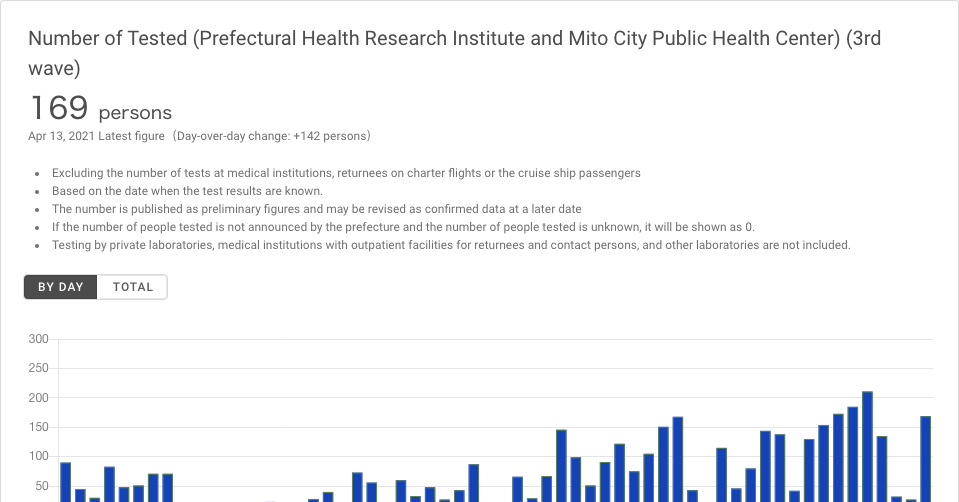 Number of Tested (Prefectural Health Research Institute and Mito City Public Health Center) (3rd
wave)
169 persons
Apr 13, 2021 Latest figure（Day-over-day change: +142 persons）
• Excluding the number of tests at medical institutions, returnees on charter flights or the cruise ship passengers
• Based on the date when the test results are known.
• The number is published as preliminary figures and may be revised as confirmed data at a later date
• If the number of people tested is not announced by the prefecture and the number of people tested is unknown, it will be shown as 0.
• Testing by private laboratories, medical institutions with outpatient facilities for returnees and contact persons, and other laboratories are not included.
BY DAY TOTAL
300
250
200
150
100
50